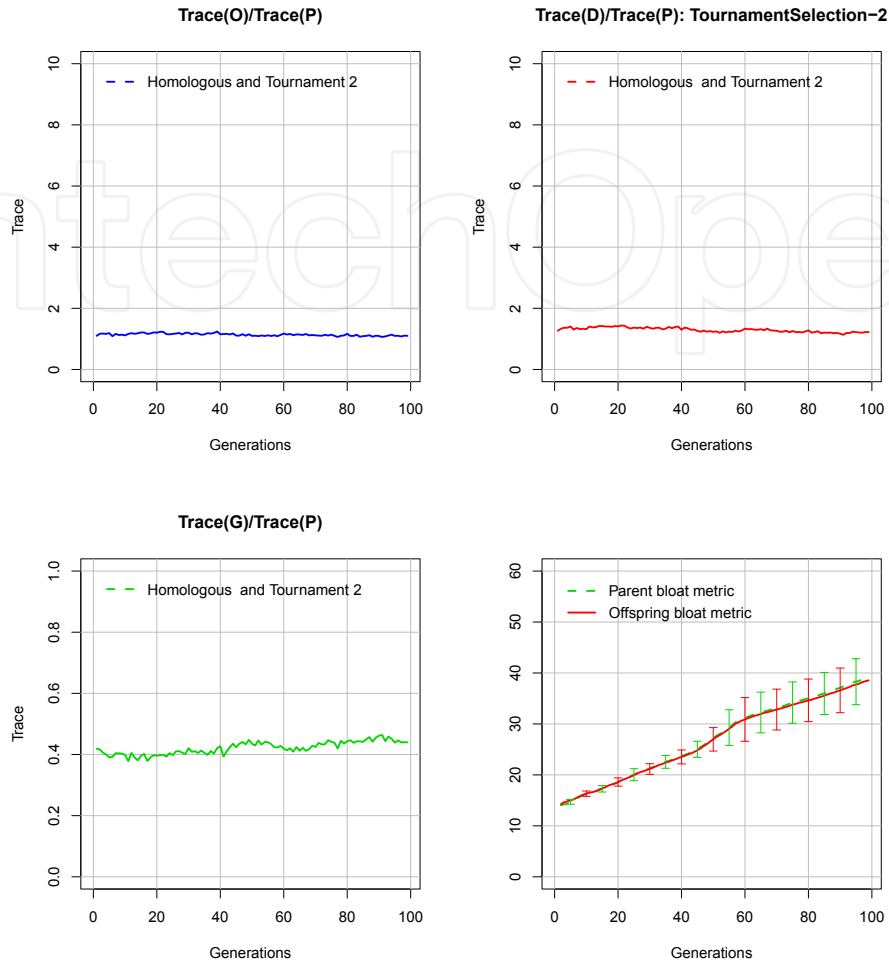 Trace(O)/Trace(P)
Trace
10
8
6
4
2
0
Homologous and Tournament 2
0 20 40 60 80 100
Generations
Trace(D)/Trace(P): TournamentSelection−2
Trace
10
8
6
4
2
0
Homologous and Tournament 2
0 20 40 60 80 100
Generations
Trace(G)/Trace(P)
Trace
1.0
0.8
0.6
0.4
0.2
0.0
Homologous and Tournament 2
0 20 40 60 80 100
Generations
60
50
40
30
20
10
0
Parent bloat metric
Offspring bloat metric
0 20 40 60 80 100
Generations
ntechOpe